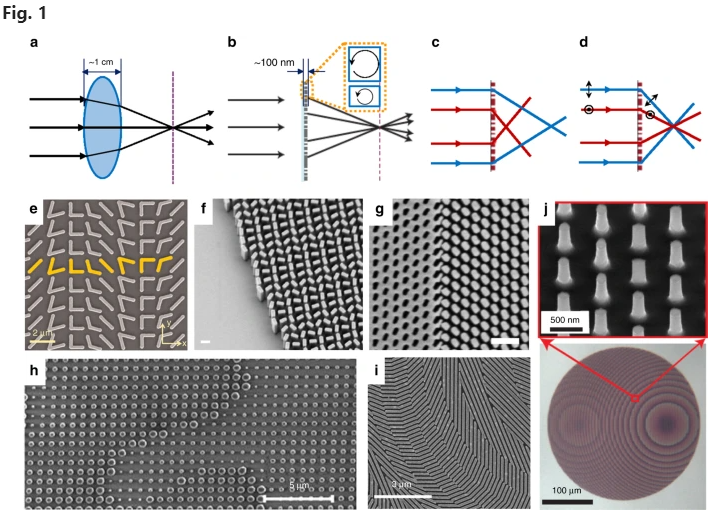 Fig. 1
a
b
c
d
~1 cm
~100 nm
e
f
g
j
2 μm
y
x
500 nm
h
i
5 μm
3 μm
100 μm